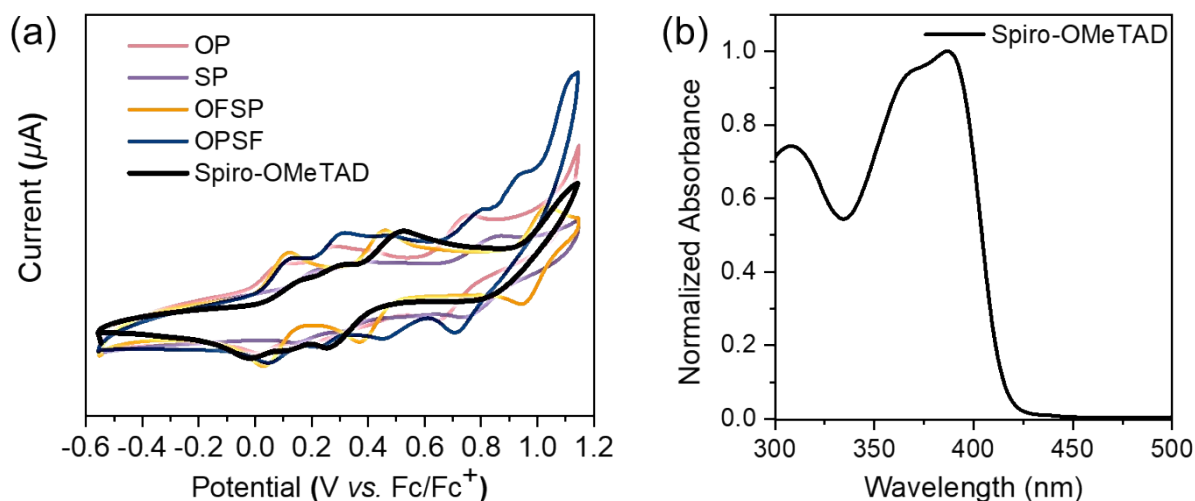 (a)
OP
SP
OFSP
OPSF
Spiro-OMeTAD
Current (µA)
-0.6 -0.4 -0.2 0.0 0.2 0.4 0.6 0.8 1.0 1.2
Potential (V vs. Fc/Fc⁺)
(b)
Spiro-OMeTAD
Normalized Absorbance
1.0
0.8
0.6
0.4
0.2
0.0
300 350 400 450 500
Wavelength (nm)